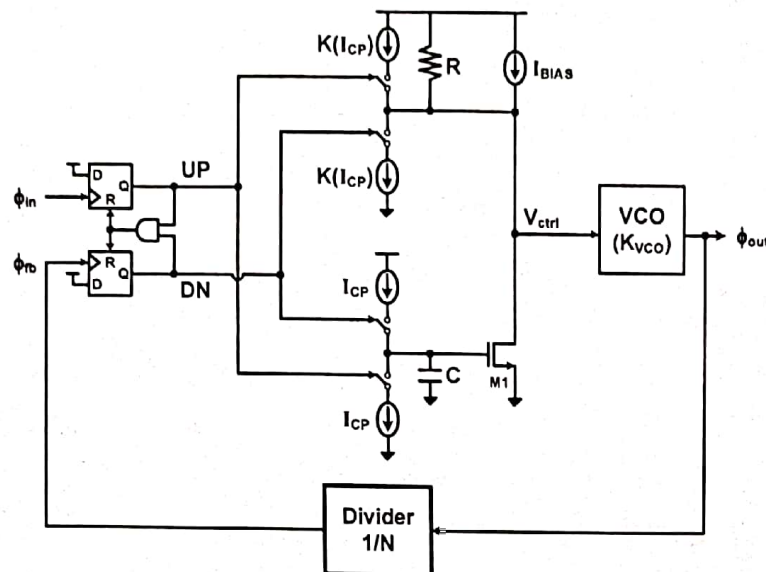 K(I_CP)
R
I_BIAS
D
Q
UP
ϕ_in
R
K(I_CP)
V_ctrl
VCO
(K_VCO)
ϕ_out
ϕ_fb
R
Q
D
DN
I_CP
C
M1
I_CP
Divider
1/N